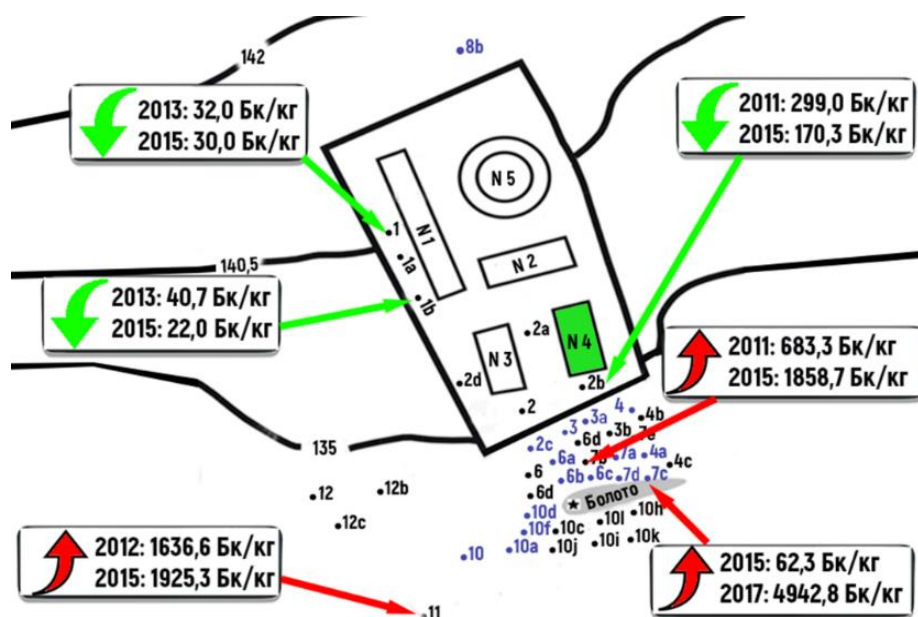 142
8b
2013: 32,0 Бк/кг
2015: 30,0 Бк/кг
2011: 299,0 Бк/кг
2015: 170,3 Бк/кг
N 5
1
N 1
1a
140,5
N 2
2013: 40,7 Бк/кг
2015: 22,0 Бк/кг
1b
2a
N 4
N 3
2011: 683,3 Бк/кг
2015: 1858,7 Бк/кг
2d
2b
2
4
4b
3a
3
3b
6d
2c
135
6a
7b
7a
4a
4c
6
6b
6c
7d
7c
12
12b
6d
Болото
10d
12c
10f
10c
10l
10h
10
10a
10j
10i
10k
2012: 1636,6 Бк/кг
2015: 1925,3 Бк/кг
2015: 62,3 Бк/кг
2017: 4942,8 Бк/кг
11